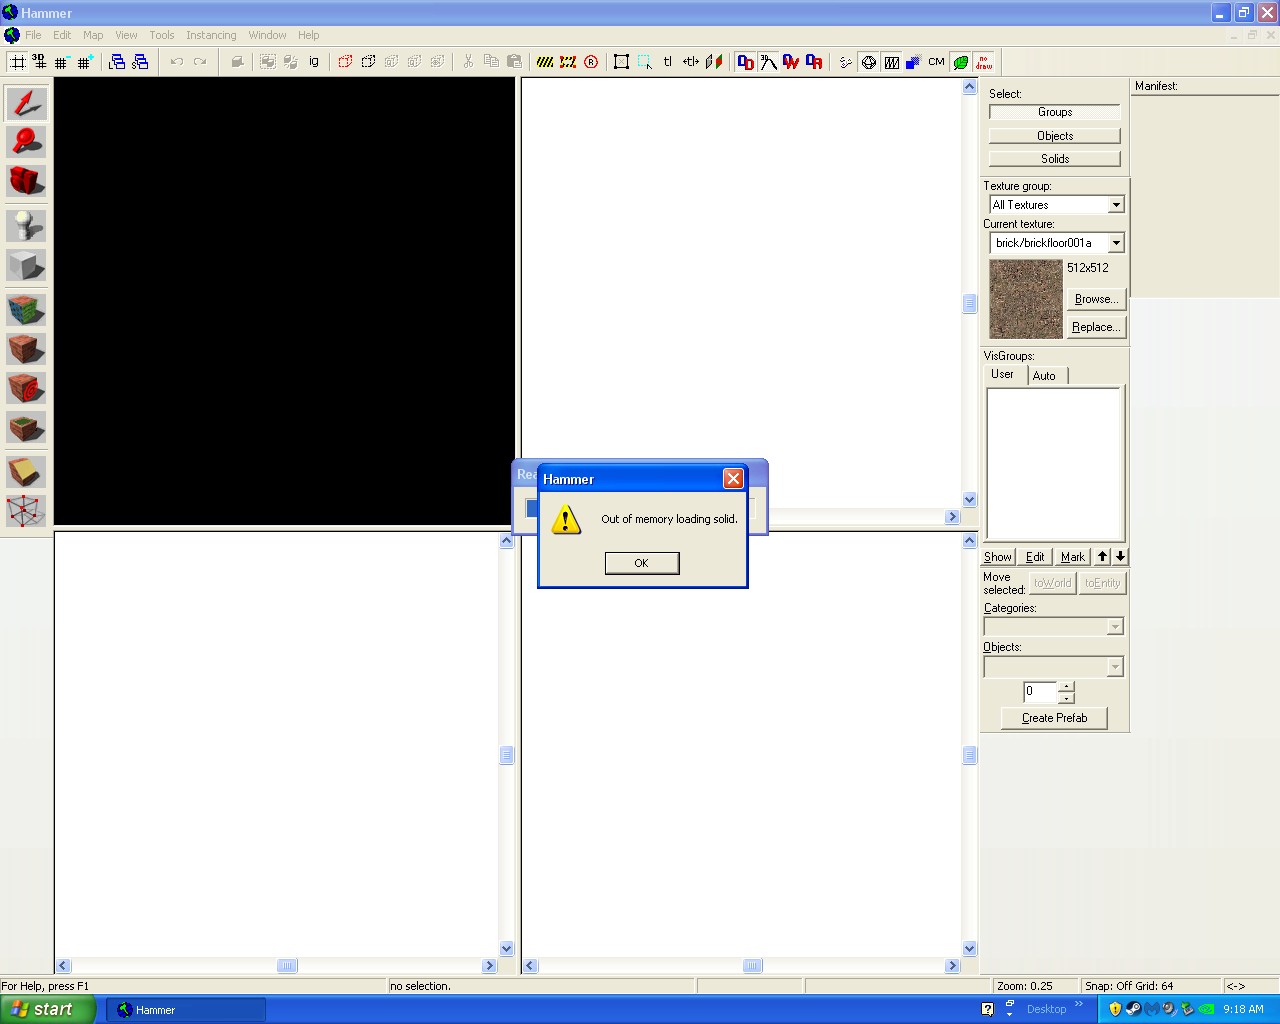 Hammer
File Edit Map View Tools Instancing Window Help
3D ig tl CM no draw
Select:
Groups
Objects
Solids
Texture group:
All Textures
Current texture:
brick/brickfloor001a
512x512
Browse...
Replace...
VisGroups:
User Auto
Show Edit Mark
Move selected: toWorld toEntity
Categories:
Objects:
0
Create Prefab
Manifest:
Rea
Hammer
Out of memory loading solid.
OK
For Help, press F1 no selection. Zoom: 0.25 Snap: Off Grid: 64 <->
start Hammer Desktop » 9:18 AM